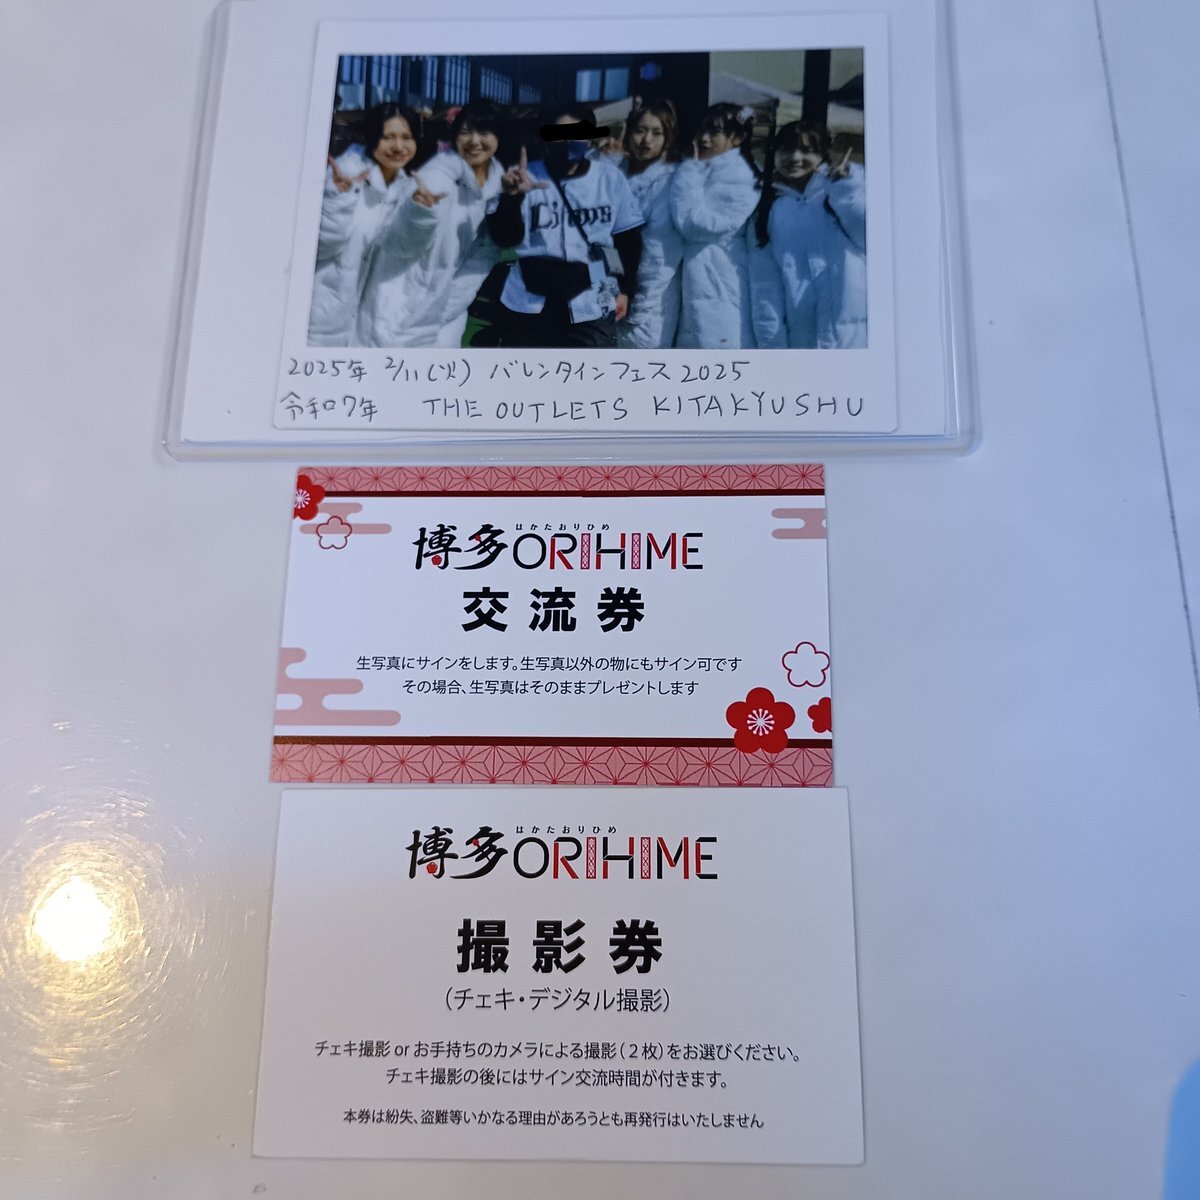 Lions
2025年 2/11(火) バレンタインフェス2025
令和7年 THE OUTLETS KITAKYUSHU
はかたおりひめ
博多ORIHIME
交流券
生写真にサインをします。生写真以外の物にもサイン可です
その場合、生写真はそのままプレゼントします
はかたおりひめ
博多ORIHIME
撮影券
(チェキ・デジタル撮影)
チェキ撮影 or お手持ちのカメラによる撮影(2枚)をお選びください。
チェキ撮影の後にはサイン交流時間が付きます。
本券は紛失、盗難等いかなる理由があろうとも再発行はいたしません